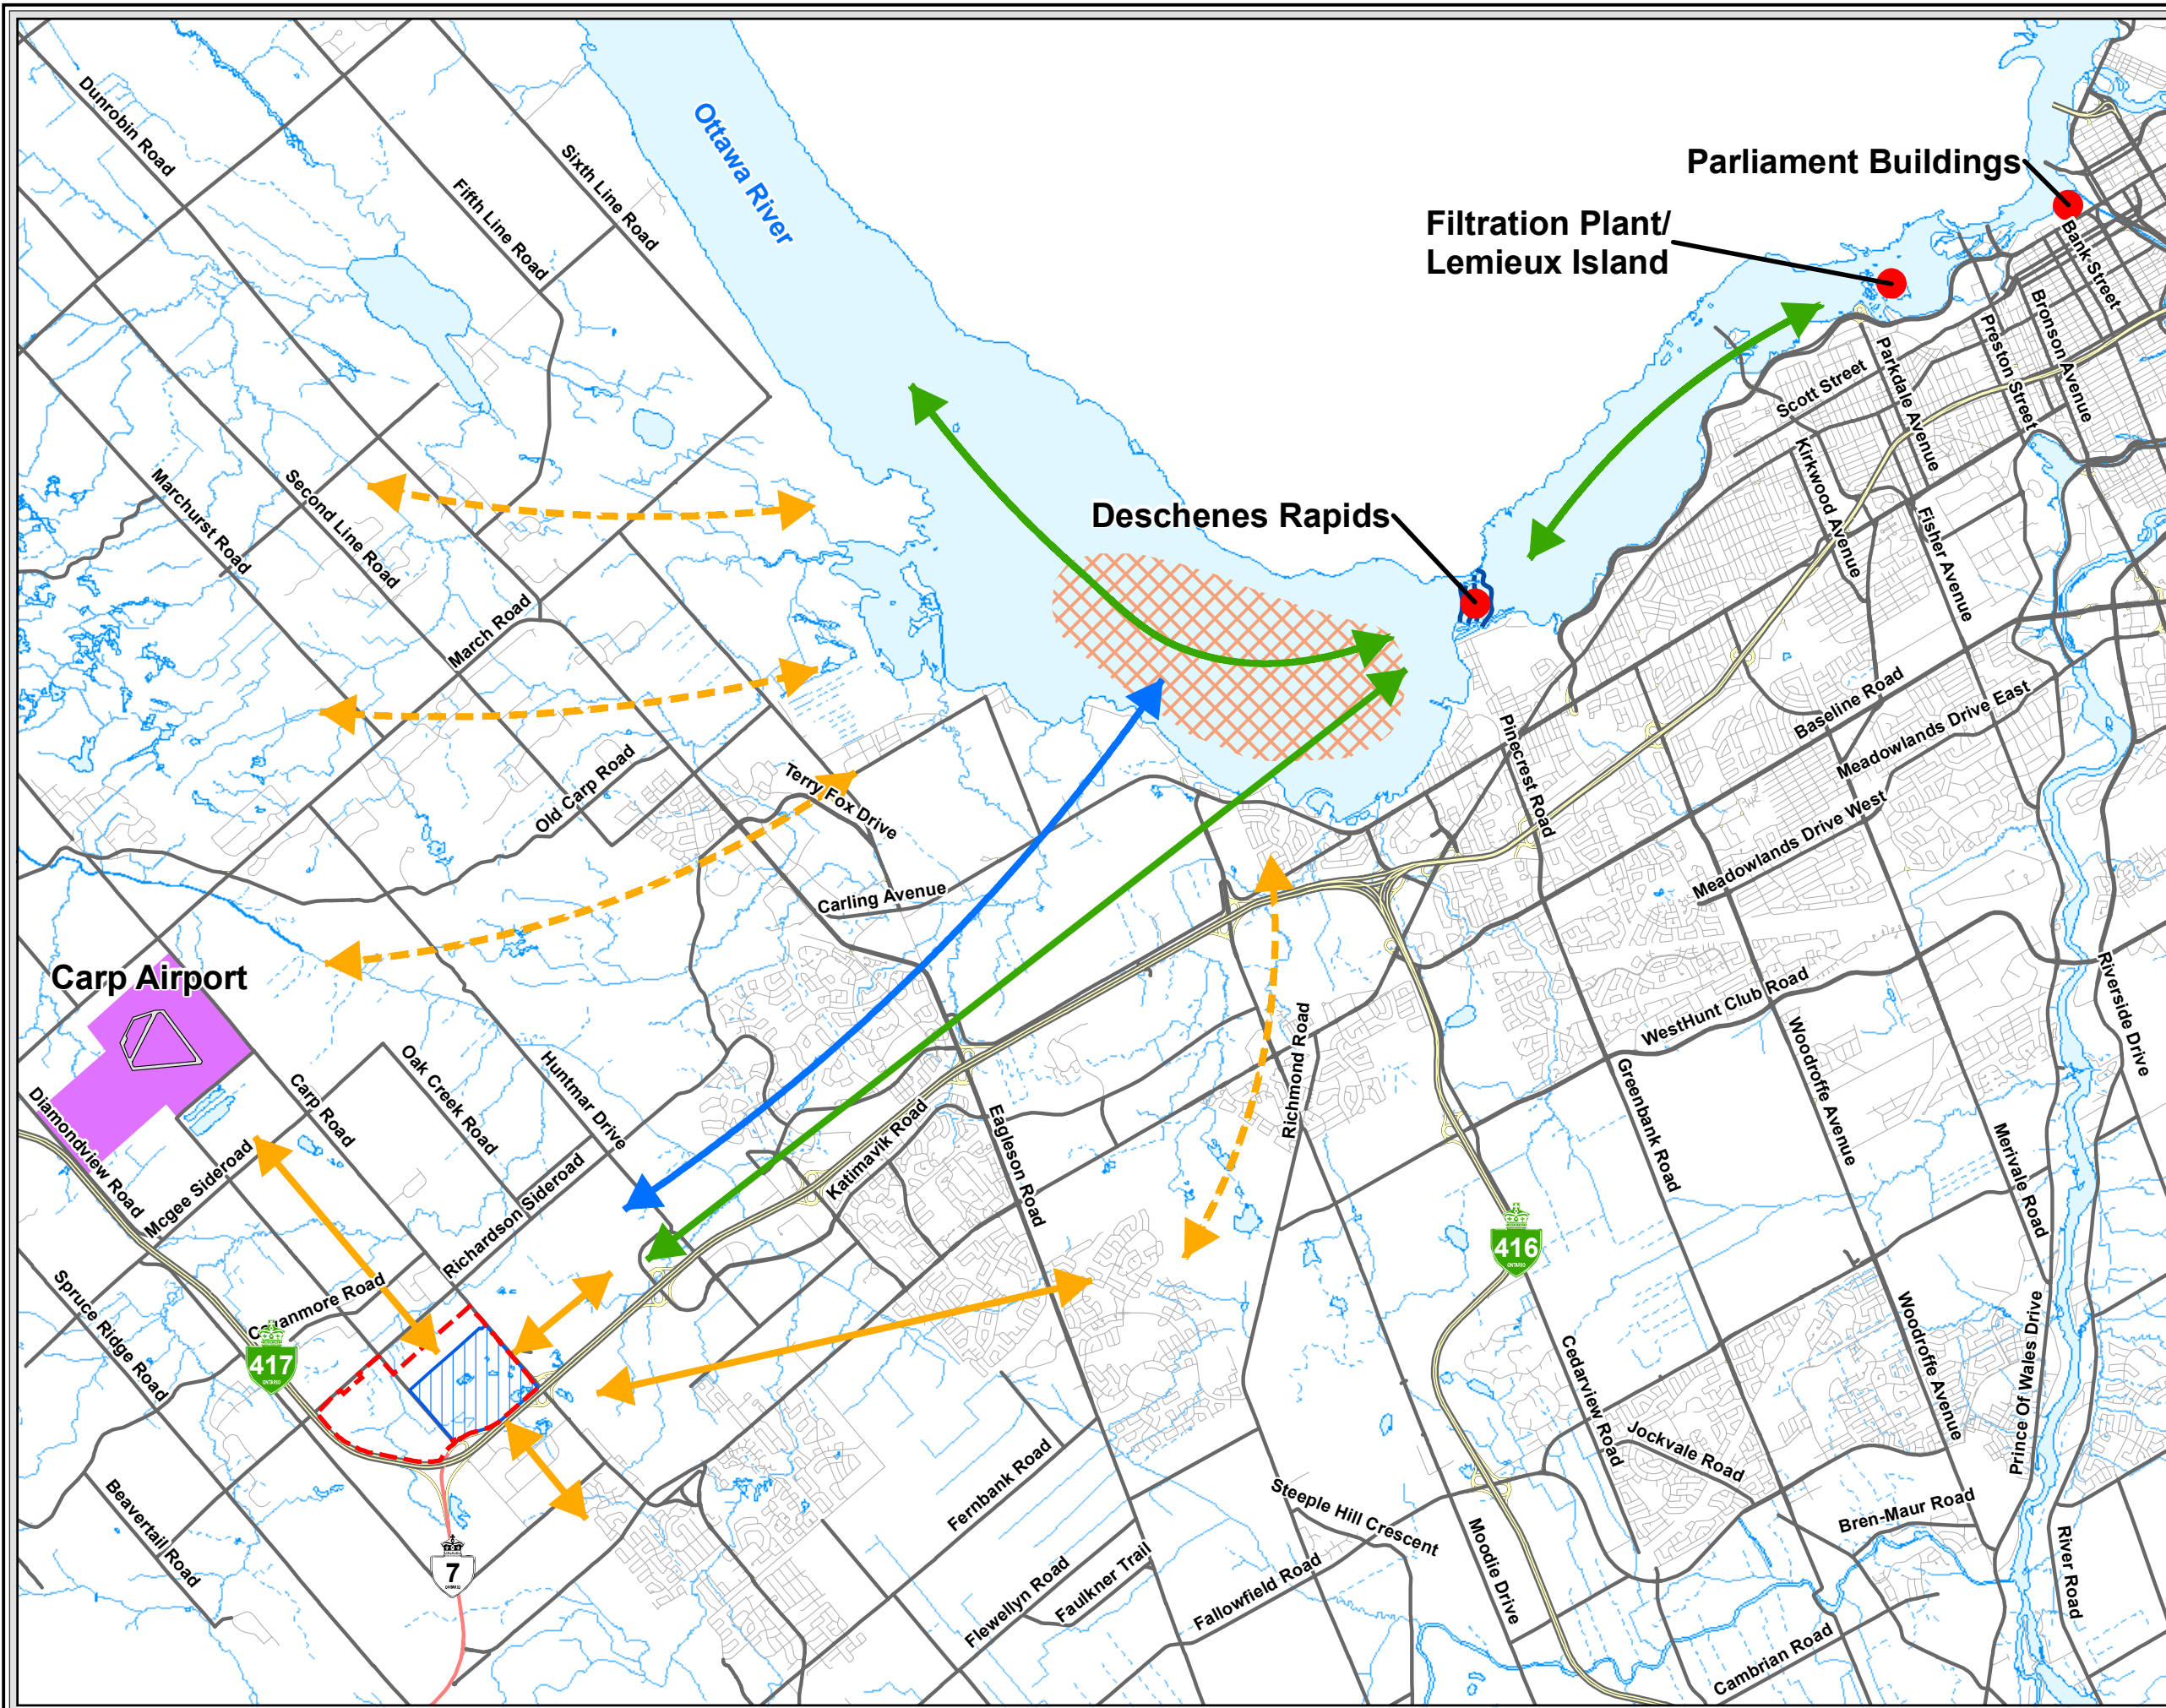 Dunrobin Road
Fifth Line Road
Sixth Line Road
Ottawa River
Parliament Buildings
Filtration Plant/
Lemieux Island
Bank Street
Bronson Avenue
Preston Street
Parkdale Avenue
Scott Street
Kirkwood Avenue
Fisher Avenue
Marchurst Road
Second Line Road
March Road
Deschenes Rapids
Old Carp Road
Terry Fox Drive
Carling Avenue
Pinecrest Road
Baseline Road
Meadowlands Drive East
Meadowlands Drive West
WestHunt Club Road
Riverside Drive
Carp Airport
Diamondview Road
Carp Road
Oak Creek Road
Huntmar Drive
Mcgee Sideroad
Richardson Sideroad
Katimavik Road
Eagleson Road
Richmond Road
Greenbank Road
Woodroffe Avenue
Merivale Road
Spruce Ridge Road
417
ONTARIO
416
ONTARIO
7
ONTARIO
Beavertail Road
Fernbank Road
Flewellyn Road
Faulkner Trail
Fallowfield Road
Steeple Hill Crescent
Moodie Drive
Cedarview Road
Jockvale Road
Woodroffe Avenue
Prince Of Wales Drive
Bren-Maur Road
River Road
Cambrian Road